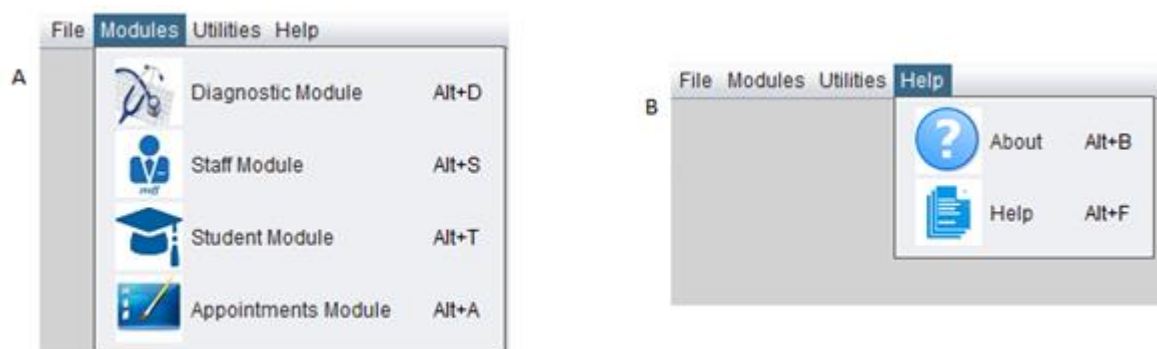 A
File Modules Utilities Help
Diagnostic Module Alt+D
Staff Module Alt+S
Student Module Alt+T
Appointments Module Alt+A
B
File Modules Utilities Help
About Alt+B
Help Alt+F